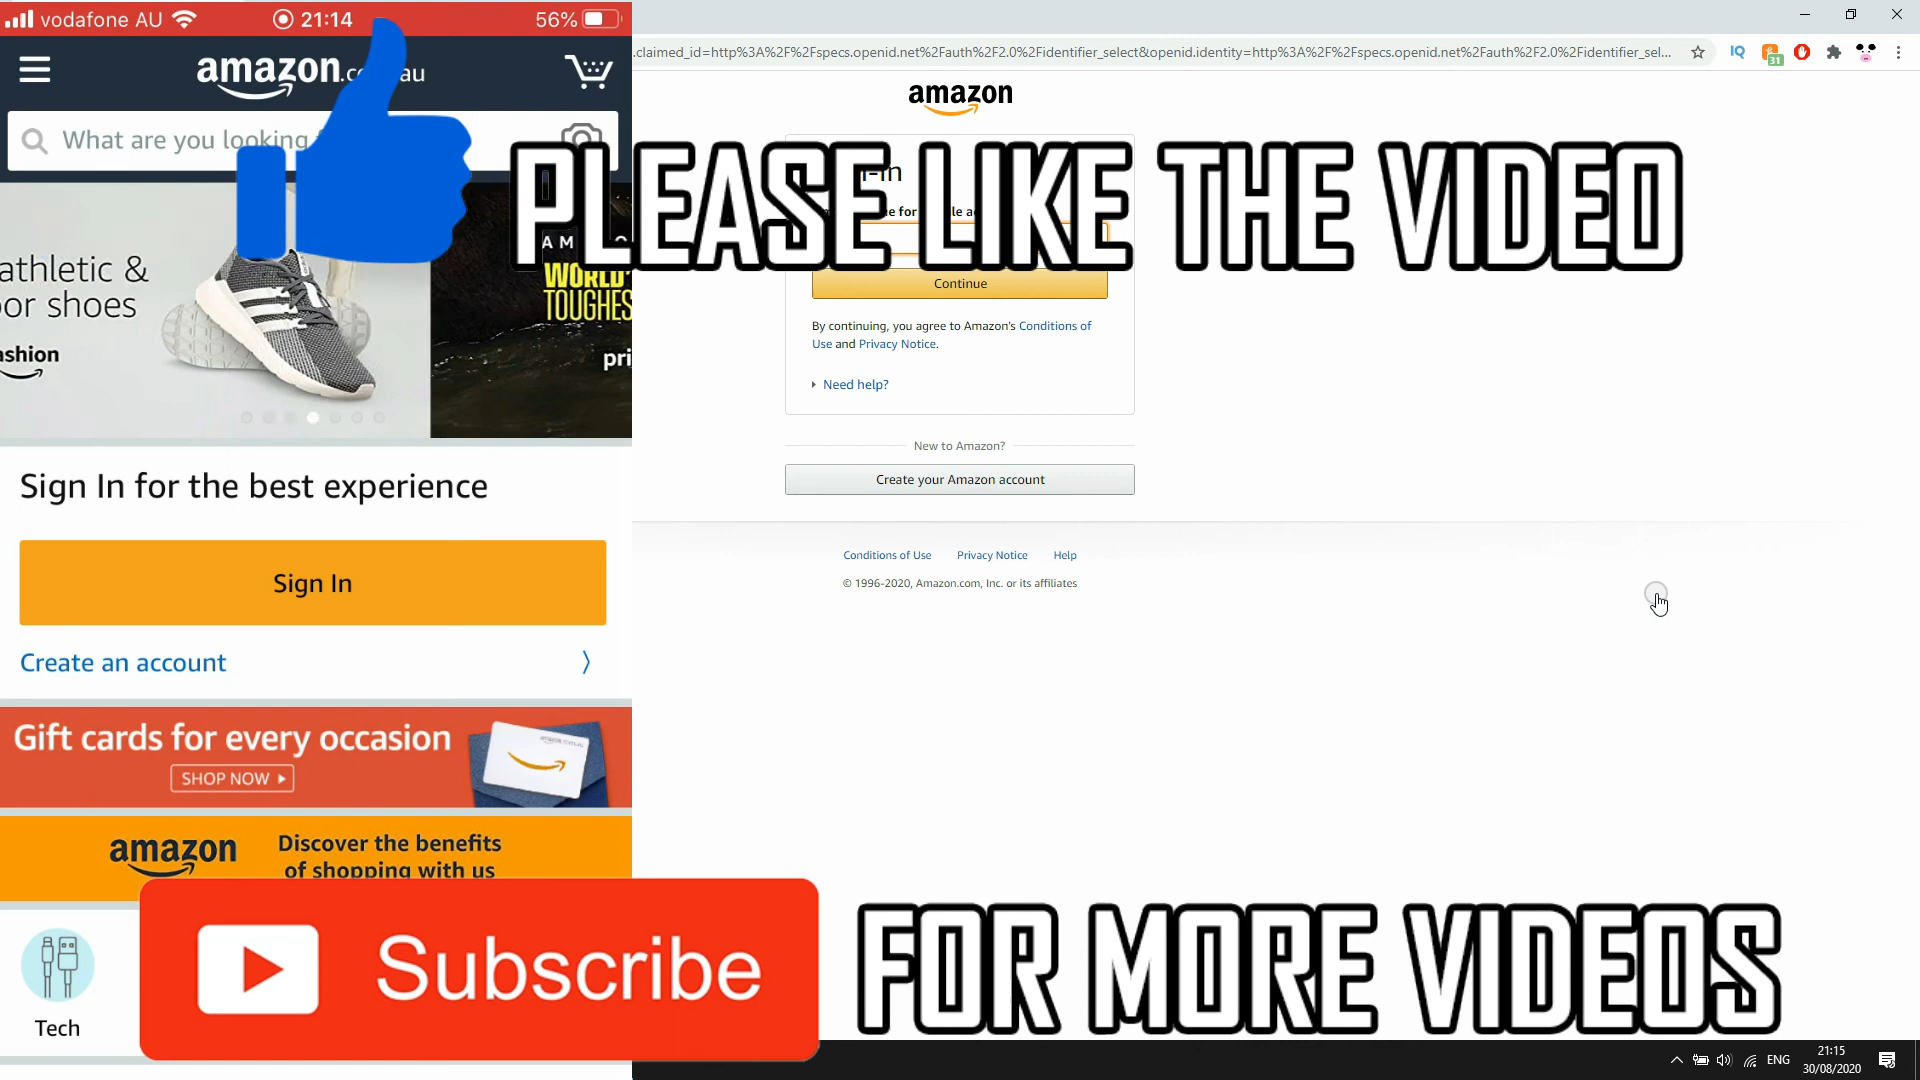 vodafone AU
21:14
56%
amazon
au
What are you looking
athletic &
or shoes
ashion
WORLD
TOUGHES
pri
Sign In for the best experience
Sign In
Create an account
Gift cards for every occasion
SHOP NOW
amazon
Discover the benefits
of shopping with us
Tech
.claimed_id=http%3A%2F%2Fspecs.openid.net%2Fauth%2F2.0%2Fidentifier_select&openid.identity=http%3A%2F%2Fspecs.openid.net%2Fauth%2F2.0%2Fidentifier_sel...
IQ
31
amazon
PLEASE LIKE THE VIDEO
Continue
By continuing, you agree to Amazon's Conditions of
Use and Privacy Notice.
Need help?
New to Amazon?
Create your Amazon account
Conditions of Use
Privacy Notice
Help
© 1996-2020, Amazon.com, Inc. or its affiliates
Subscribe
FOR MORE VIDEOS
ENG
21:15
30/08/2020